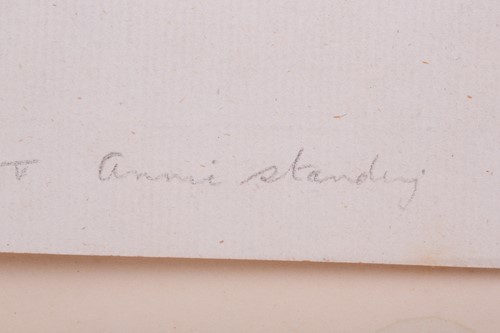 V Annie standing